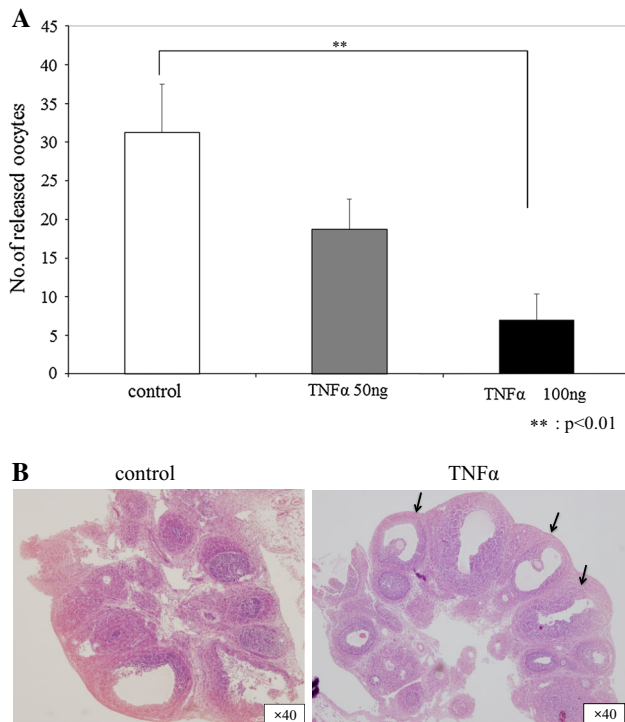 A
45
40
35
30
25
20
15
10
5
0
No.of released oocytes
**
control
TNFα 50ng
TNFα 100ng
** : p<0.01
B
control
TNFα
×40
×40